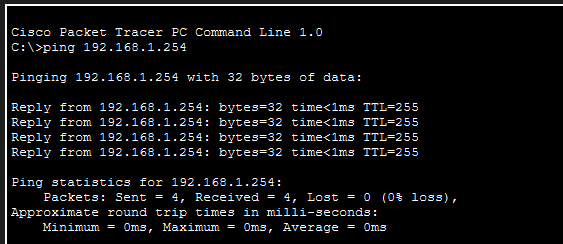 Cisco Packet Tracer PC Command Line 1.0
C:\>ping 192.168.1.254
Pinging 192.168.1.254 with 32 bytes of data:
Reply from 192.168.1.254: bytes=32 time<1ms TTL=255
Reply from 192.168.1.254: bytes=32 time<1ms TTL=255
Reply from 192.168.1.254: bytes=32 time<1ms TTL=255
Reply from 192.168.1.254: bytes=32 time<1ms TTL=255
Ping statistics for 192.168.1.254:
    Packets: Sent = 4, Received = 4, Lost = 0 (0% loss),
Approximate round trip times in milli-seconds:
    Minimum = 0ms, Maximum = 0ms, Average = 0ms